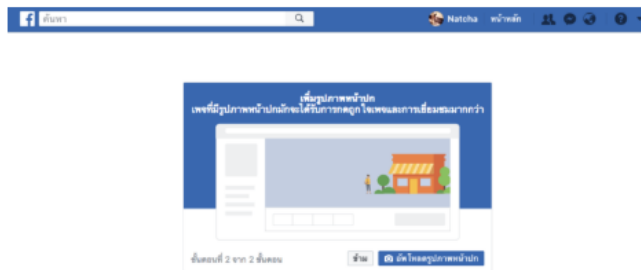 ค้นหา
Natcha หน้าหลัก
เพิ่มรูปภาพหน้าปก
เพจที่มีรูปภาพหน้าปกมักจะได้รับการกดถูกใจเพจและการเยี่ยมชมมากกว่า
ขั้นตอนที่ 2 จาก 2 ขั้นตอน
ข้าม
อัพโหลดรูปภาพหน้าปก